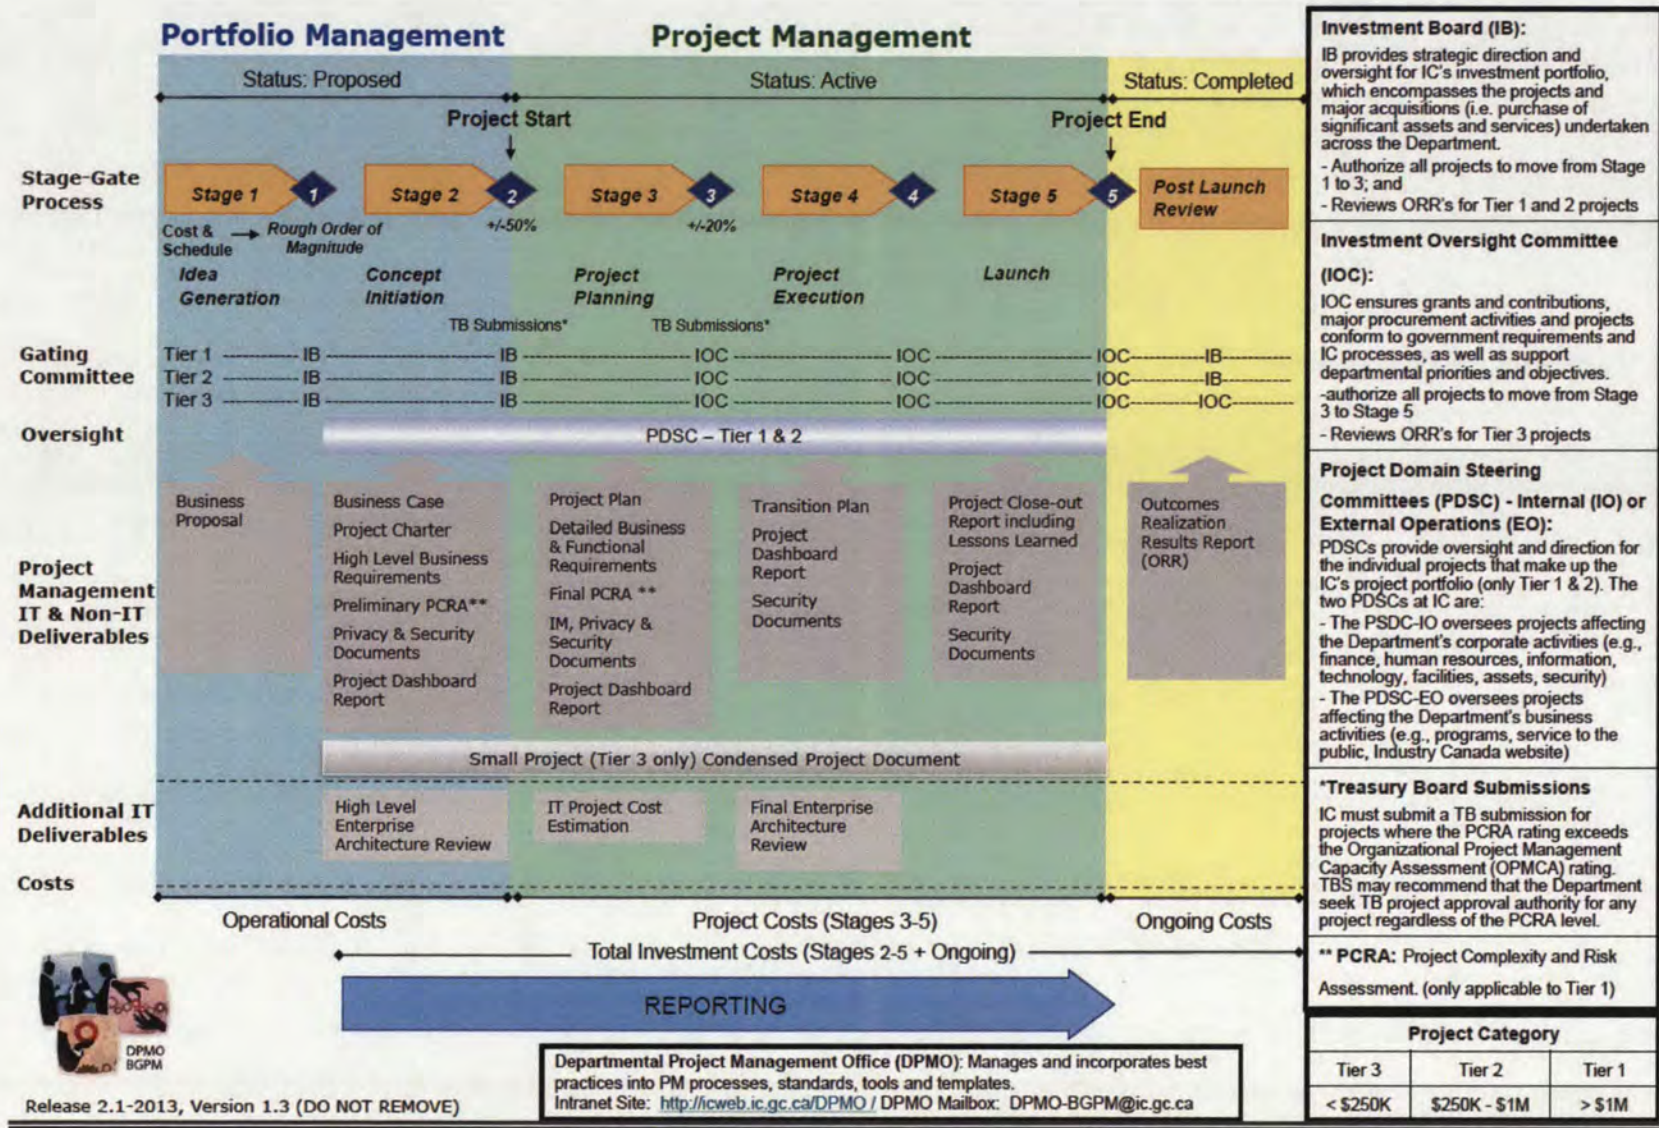 Portfolio Management
Project Management
Status: Proposed
Status: Active
Status: Completed
Project Start
Project End
Stage-Gate
Process
Stage 1
1
Stage 2
2
Stage 3
3
Stage 4
4
Stage 5
5
Post Launch
Review
Cost &
Schedule
Rough Order of
Magnitude
+/-50%
+/-20%
Idea
Generation
Concept
Initiation
Project
Planning
Project
Execution
Launch
TB Submissions*
TB Submissions*
Gating
Committee
Tier 1 ---------- IB ---------- IB ---------- IOC ---------- IOC ---------- IOC ---------- IB ----------
Tier 2 ---------- IB ---------- IB ---------- IOC ---------- IOC ---------- IOC ---------- IB ----------
Tier 3 ---------- IB ---------- IB ---------- IOC ---------- IOC ---------- IOC ---------- IOC ----------
Oversight
PDSC – Tier 1 & 2
Project
Management
IT & Non-IT
Deliverables
Business
Proposal
Business Case
Project Charter
High Level Business
Requirements
Preliminary PCRA**
Privacy & Security
Documents
Project Dashboard
Report
Project Plan
Detailed Business
& Functional
Requirements
Final PCRA **
IM, Privacy &
Security
Documents
Project Dashboard
Report
Transition Plan
Project
Dashboard
Report
Security
Documents
Project Close-out
Report including
Lessons Learned
Project
Dashboard
Report
Security
Documents
Outcomes
Realization
Results Report
(ORR)
Small Project (Tier 3 only) Condensed Project Document
Additional IT
Deliverables
High Level
Enterprise
Architecture Review
IT Project Cost
Estimation
Final Enterprise
Architecture
Review
Costs
Operational Costs
Project Costs (Stages 3-5)
Ongoing Costs
Total Investment Costs (Stages 2-5 + Ongoing)
REPORTING
DPMO
BGPM
Release 2.1-2013, Version 1.3 (DO NOT REMOVE)
Departmental Project Management Office (DPMO): Manages and incorporates best
practices into PM processes, standards, tools and templates.
Intranet Site: http://icweb.ic.gc.ca/DPMO / DPMO Mailbox: DPMO-BGPM@ic.gc.ca
Investment Board (IB):
IB provides strategic direction and
oversight for IC's investment portfolio,
which encompasses the projects and
major acquisitions (i.e. purchase of
significant assets and services) undertaken
across the Department.
- Authorize all projects to move from Stage
1 to 3; and
- Reviews ORR's for Tier 1 and 2 projects
Investment Oversight Committee
(IOC):
IOC ensures grants and contributions,
major procurement activities and projects
conform to government requirements and
IC processes, as well as support
departmental priorities and objectives.
-authorize all projects to move from Stage
3 to Stage 5
- Reviews ORR's for Tier 3 projects
Project Domain Steering
Committees (PDSC) - Internal (IO) or
External Operations (EO):
PDSCs provide oversight and direction for
the individual projects that make up the
IC's project portfolio (only Tier 1 & 2). The
two PDSCs at IC are:
- The PSDC-IO oversees projects affecting
the Department's corporate activities (e.g.,
finance, human resources, information,
technology, facilities, assets, security)
- The PDSC-EO oversees projects
affecting the Department's business
activities (e.g., programs, service to the
public, Industry Canada website)
*Treasury Board Submissions
IC must submit a TB submission for
projects where the PCRA rating exceeds
the Organizational Project Management
Capacity Assessment (OPMCA) rating.
TBS may recommend that the Department
seek TB project approval authority for any
project regardless of the PCRA level.
** PCRA: Project Complexity and Risk
Assessment. (only applicable to Tier 1)
Project Category
Tier 3 Tier 2 Tier 1
< $250K $250K - $1M > $1M